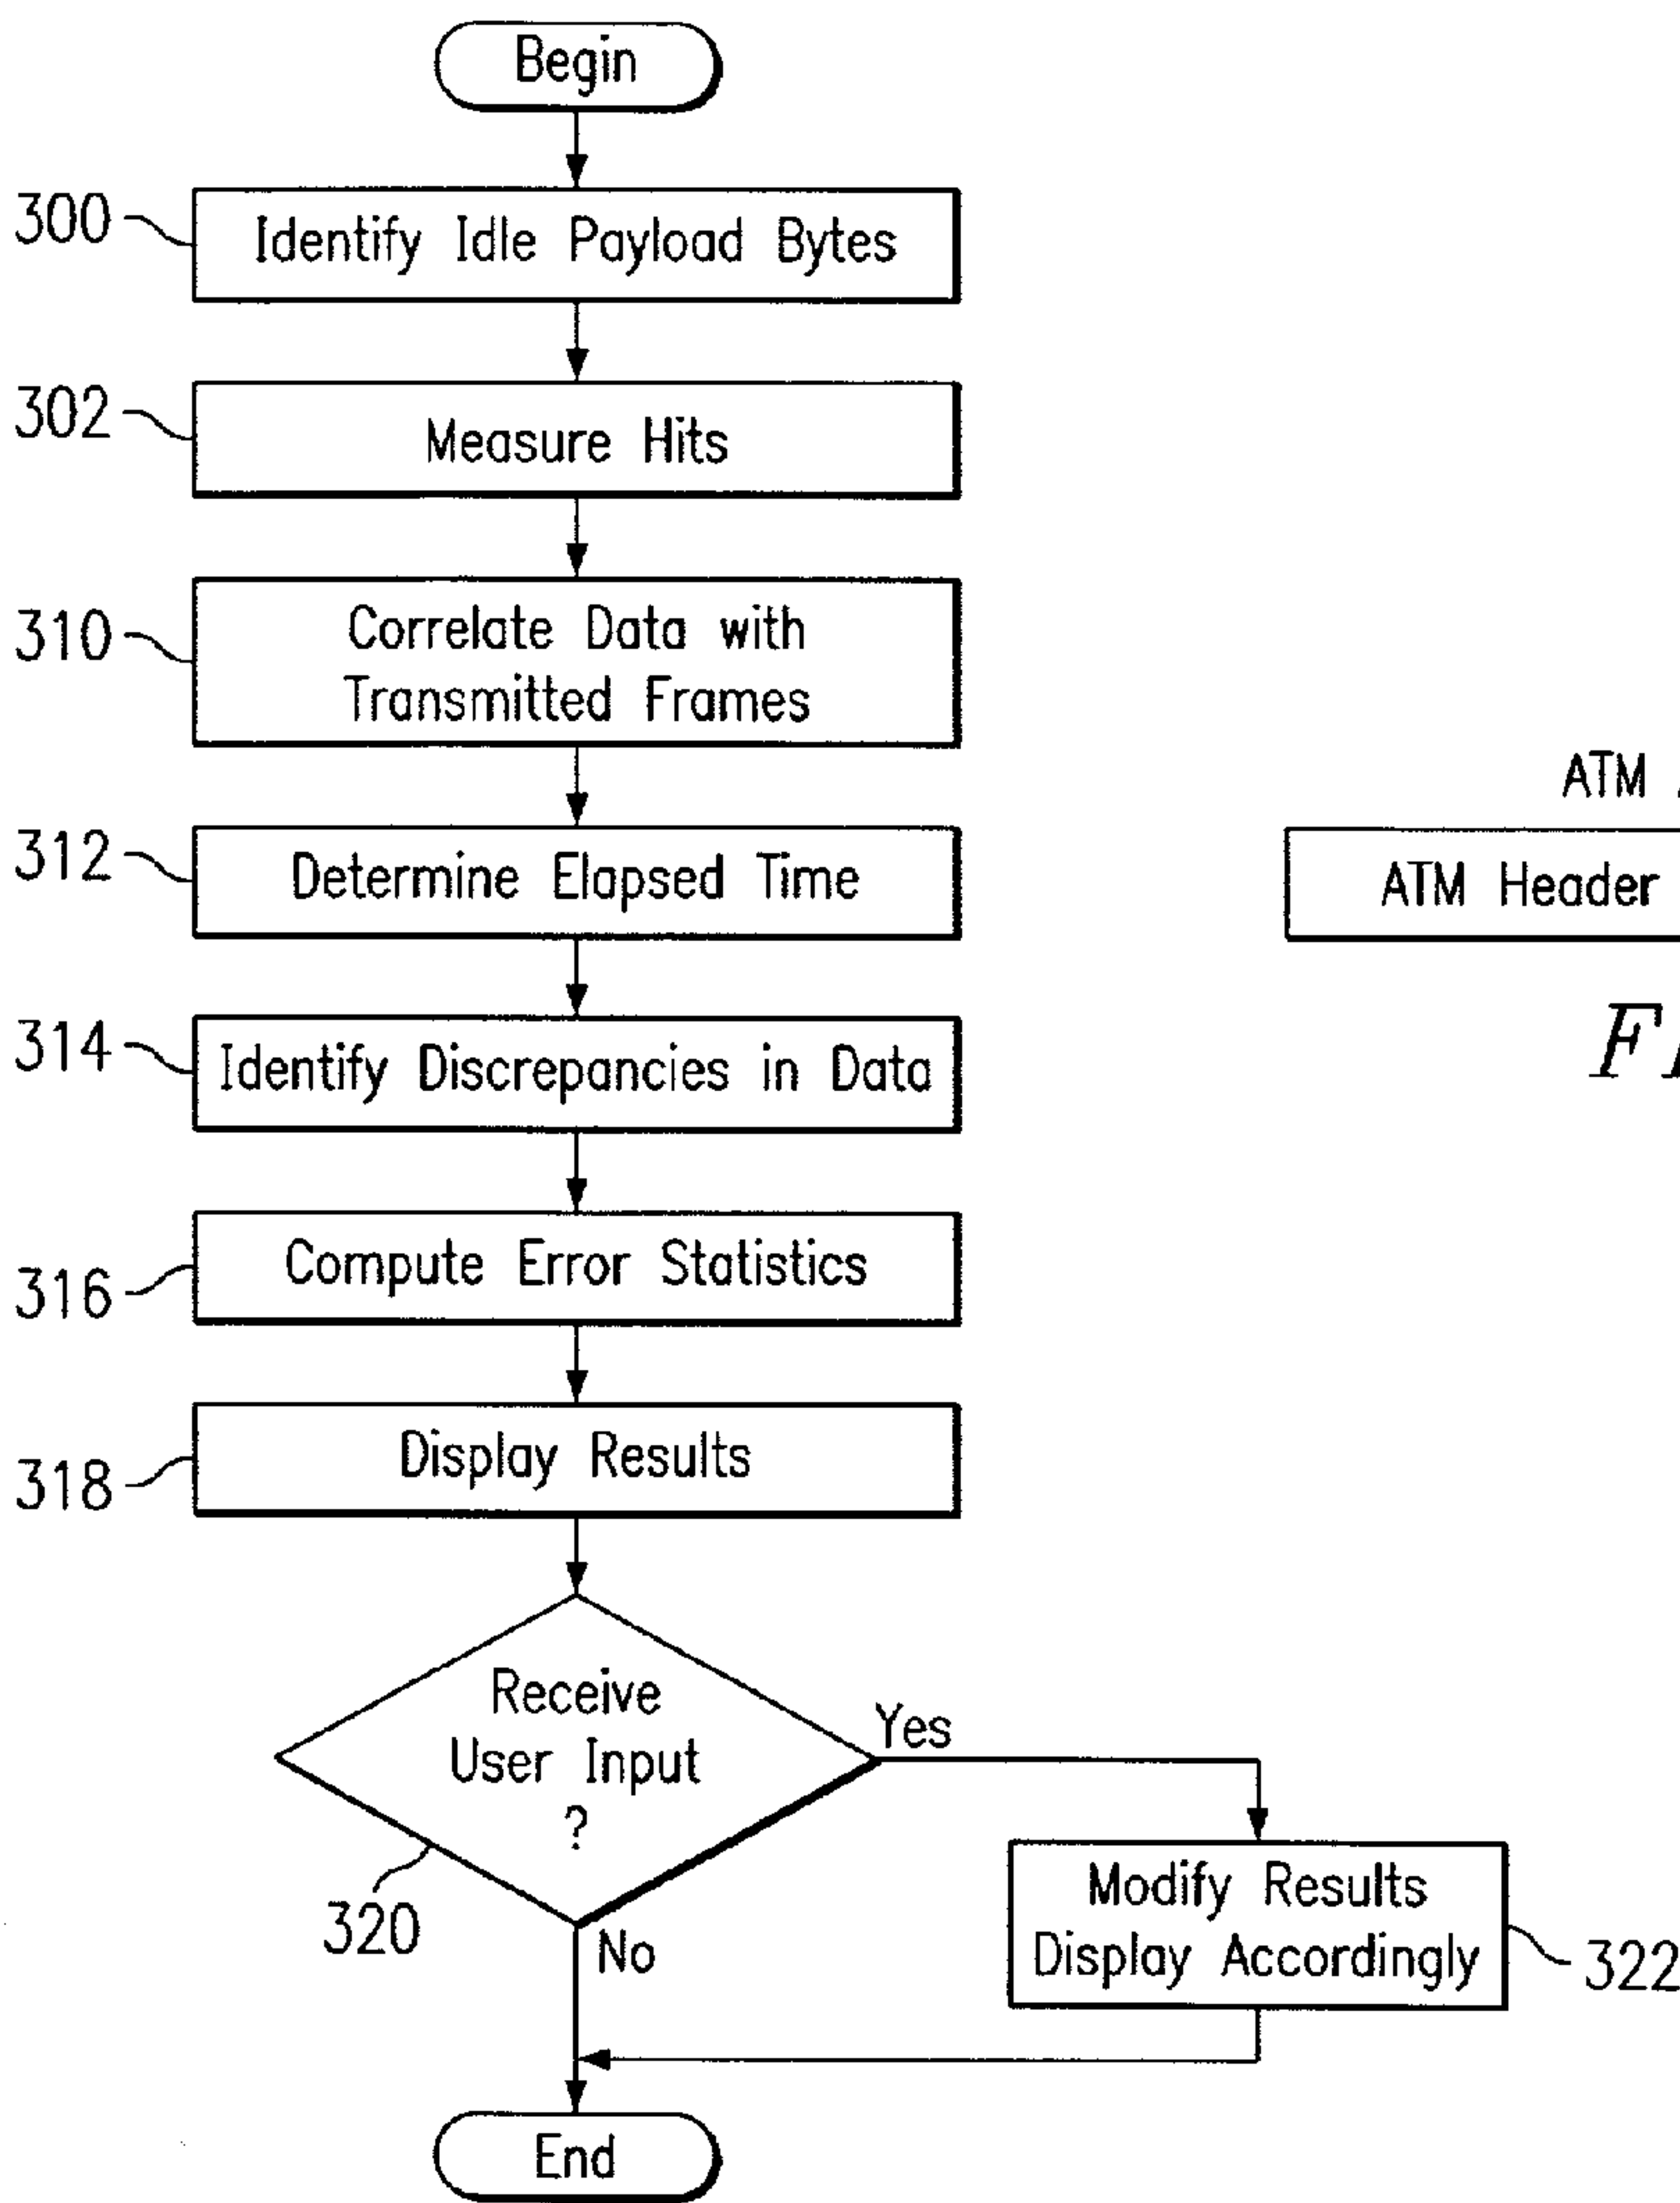 Begin
300
Identify Idle Payload Bytes
302
Measure Hits
310
Correlate Data with
Transmitted Frames
312
Determine Elapsed Time
314
Identify Discrepancies in Data
316
Compute Error Statistics
318
Display Results
Receive
User Input
?
320
Yes
No
Modify Results
Display Accordingly
322
End
ATM
ATM Header